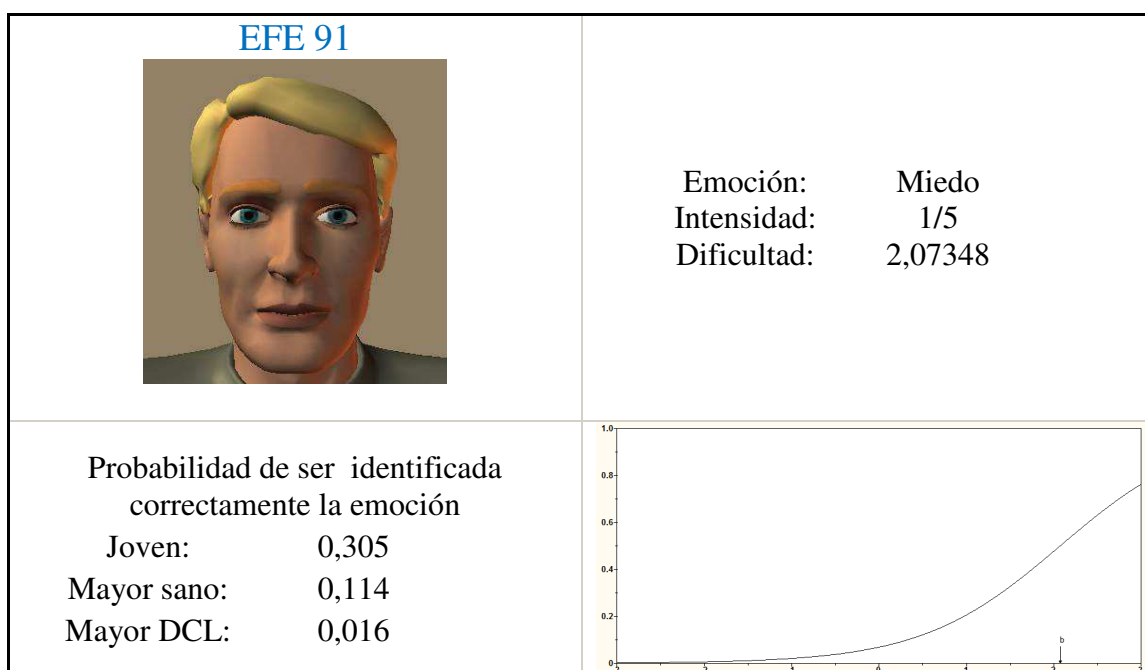 EFE 91
Emoción: Miedo
Intensidad: 1/5
Dificultad: 2,07348
Probabilidad de ser identificada
correctamente la emoción
Joven: 0,305
Mayor sano: 0,114
Mayor DCL: 0,016
1.0
0.8
0.6
0.4
0.2
0
b